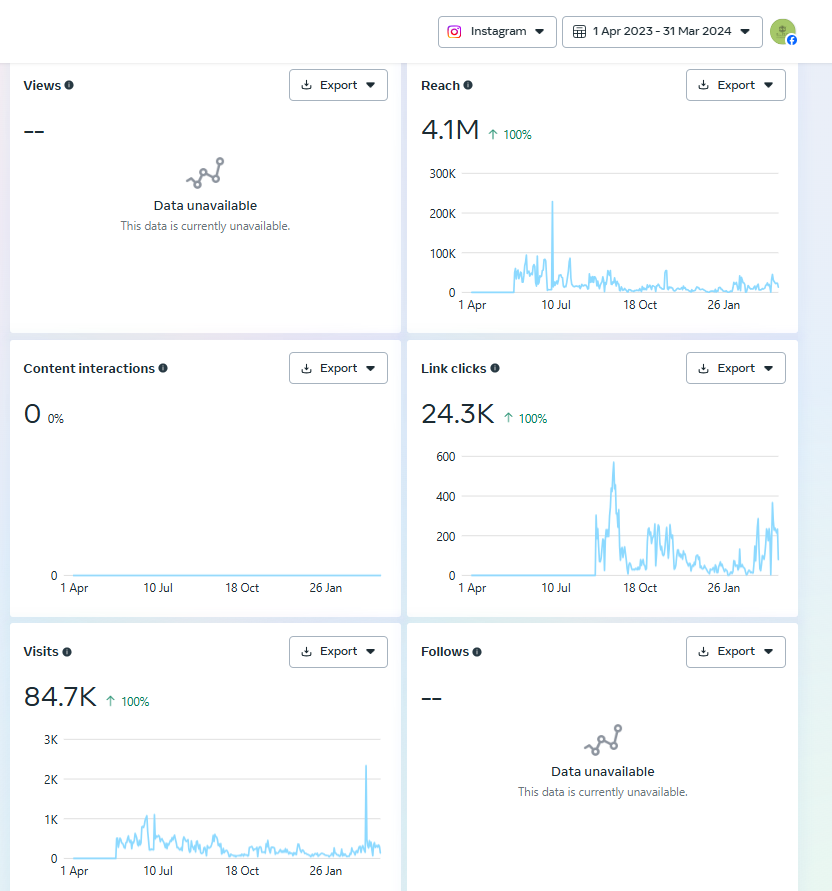 Instagram
1 Apr 2023 - 31 Mar 2024
Views
Export
--
Data unavailable
This data is currently unavailable.
Reach
Export
4.1M ↑ 100%
300K
200K
100K
0
1 Apr 10 Jul 18 Oct 26 Jan
Content interactions
Export
0 0%
0
1 Apr 10 Jul 18 Oct 26 Jan
Link clicks
Export
24.3K ↑ 100%
600
400
200
0
1 Apr 10 Jul 18 Oct 26 Jan
Visits
Export
84.7K ↑ 100%
3K
2K
1K
0
1 Apr 10 Jul 18 Oct 26 Jan
Follows
Export
--
Data unavailable
This data is currently unavailable.